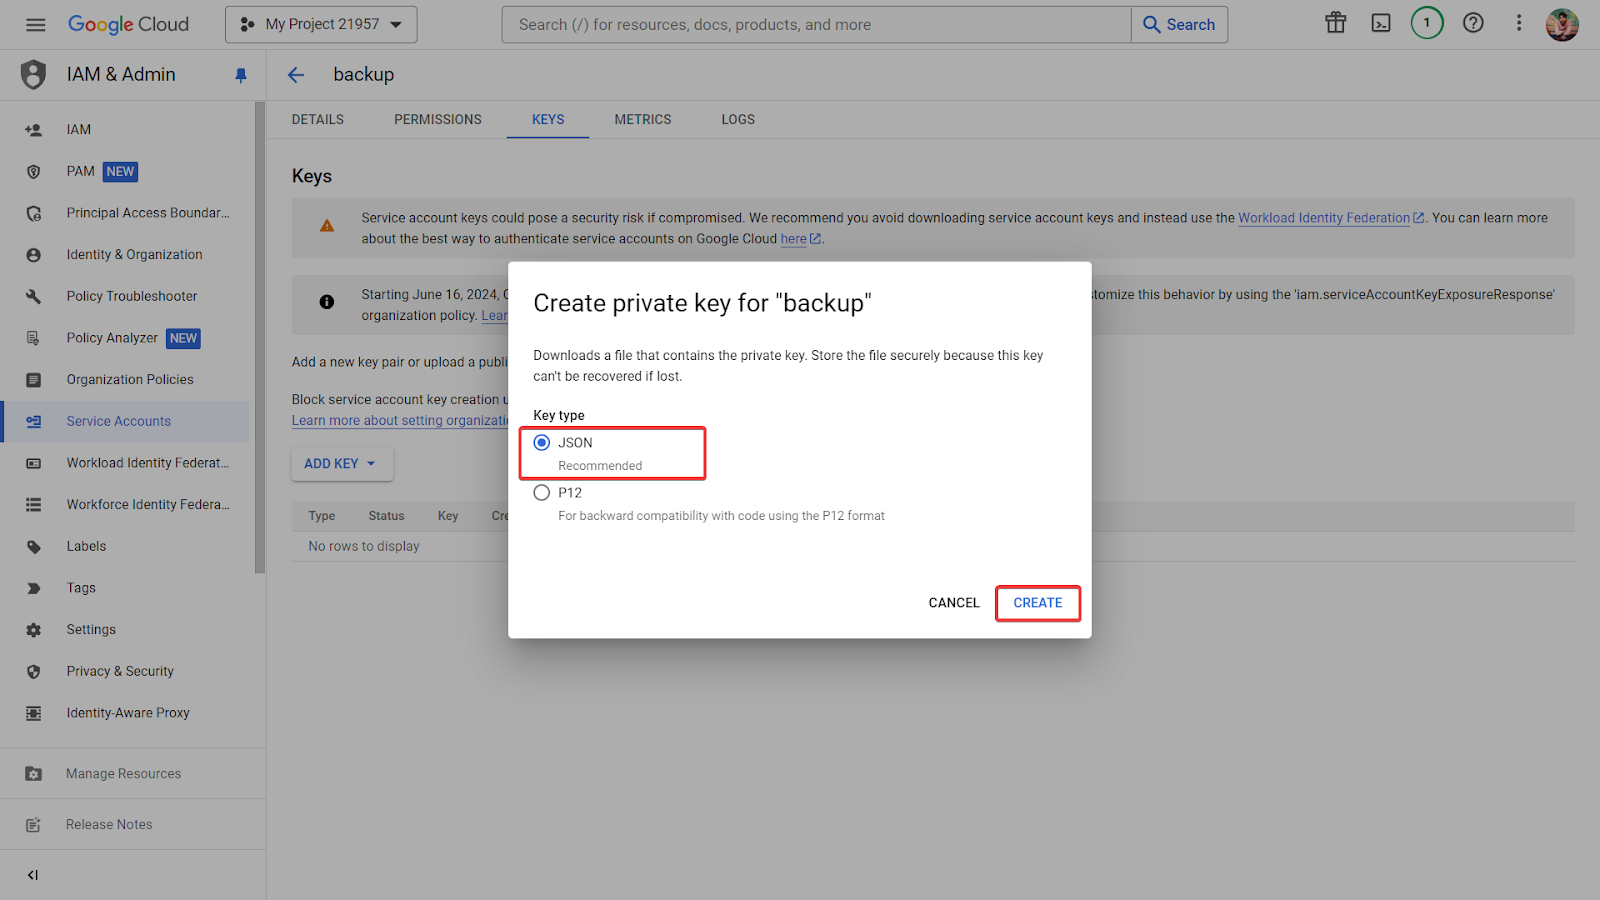 Google Cloud
My Project 21957
Search (/) for resources, docs, products, and more
Search
1
IAM & Admin
backup
IAM
PAM NEW
Principal Access Boundar...
Identity & Organization
Policy Troubleshooter
Policy Analyzer NEW
Organization Policies
Service Accounts
Workload Identity Federat...
Workforce Identity Federa...
Labels
Tags
Settings
Privacy & Security
Identity-Aware Proxy
Manage Resources
Release Notes
DETAILS PERMISSIONS KEYS METRICS LOGS
Keys
Service account keys could pose a security risk if compromised. We recommend you avoid downloading service account keys and instead use the Workload Identity Federation. You can learn more
about the best way to authenticate service accounts on Google Cloud here.
Starting June 16, 2024, stomize this behavior by using the 'iam.serviceAccountKeyExposureResponse'
organization policy. Lear
Add a new key pair or upload a publi
Block service account key creation u
Learn more about setting organizatio
ADD KEY
Type Status Key Cre
No rows to display
Create private key for "backup"
Downloads a file that contains the private key. Store the file securely because this key
can't be recovered if lost.
Key type
JSON
Recommended
P12
For backward compatibility with code using the P12 format
CANCEL CREATE